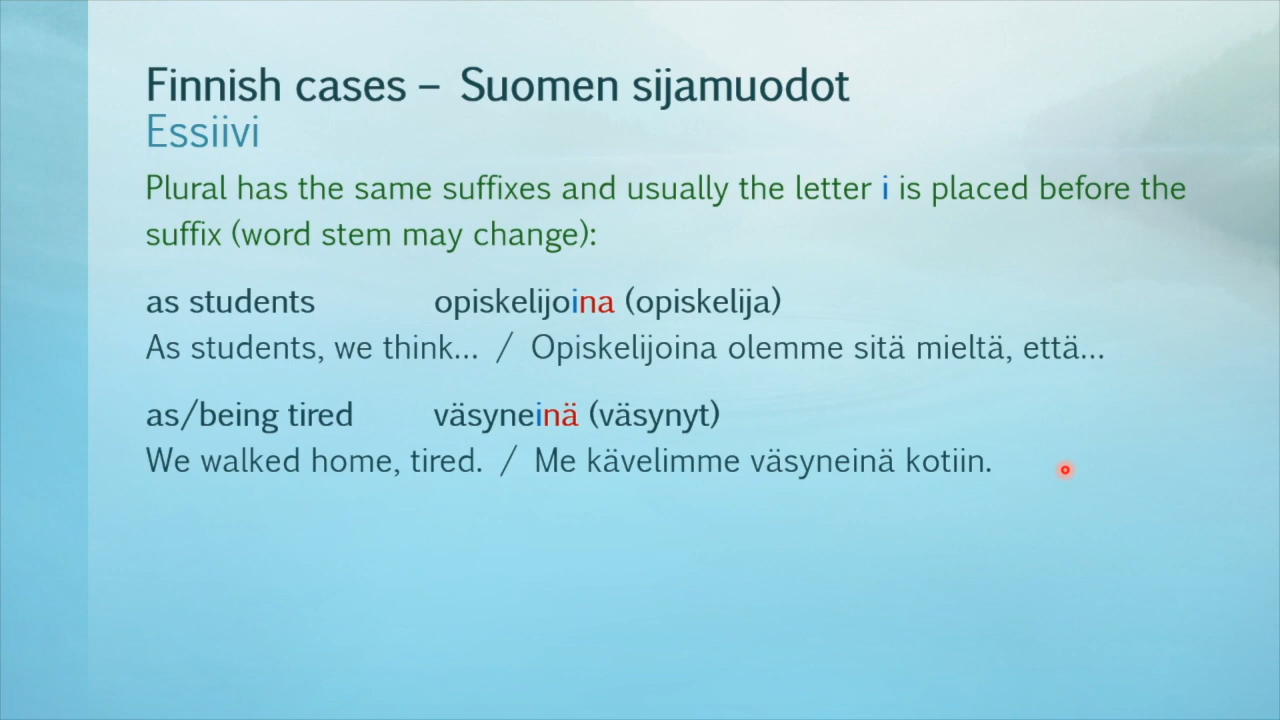 Finnish cases – Suomen sijamuodot
Essiivi
Plural has the same suffixes and usually the letter i is placed before the
suffix (word stem may change):
as students opiskelijoina (opiskelija)
As students, we think... / Opiskelijoina olemme sitä mieltä, että...
as/being tired väsyneinä (väsynyt)
We walked home, tired. / Me kävelimme väsyneinä kotiin.